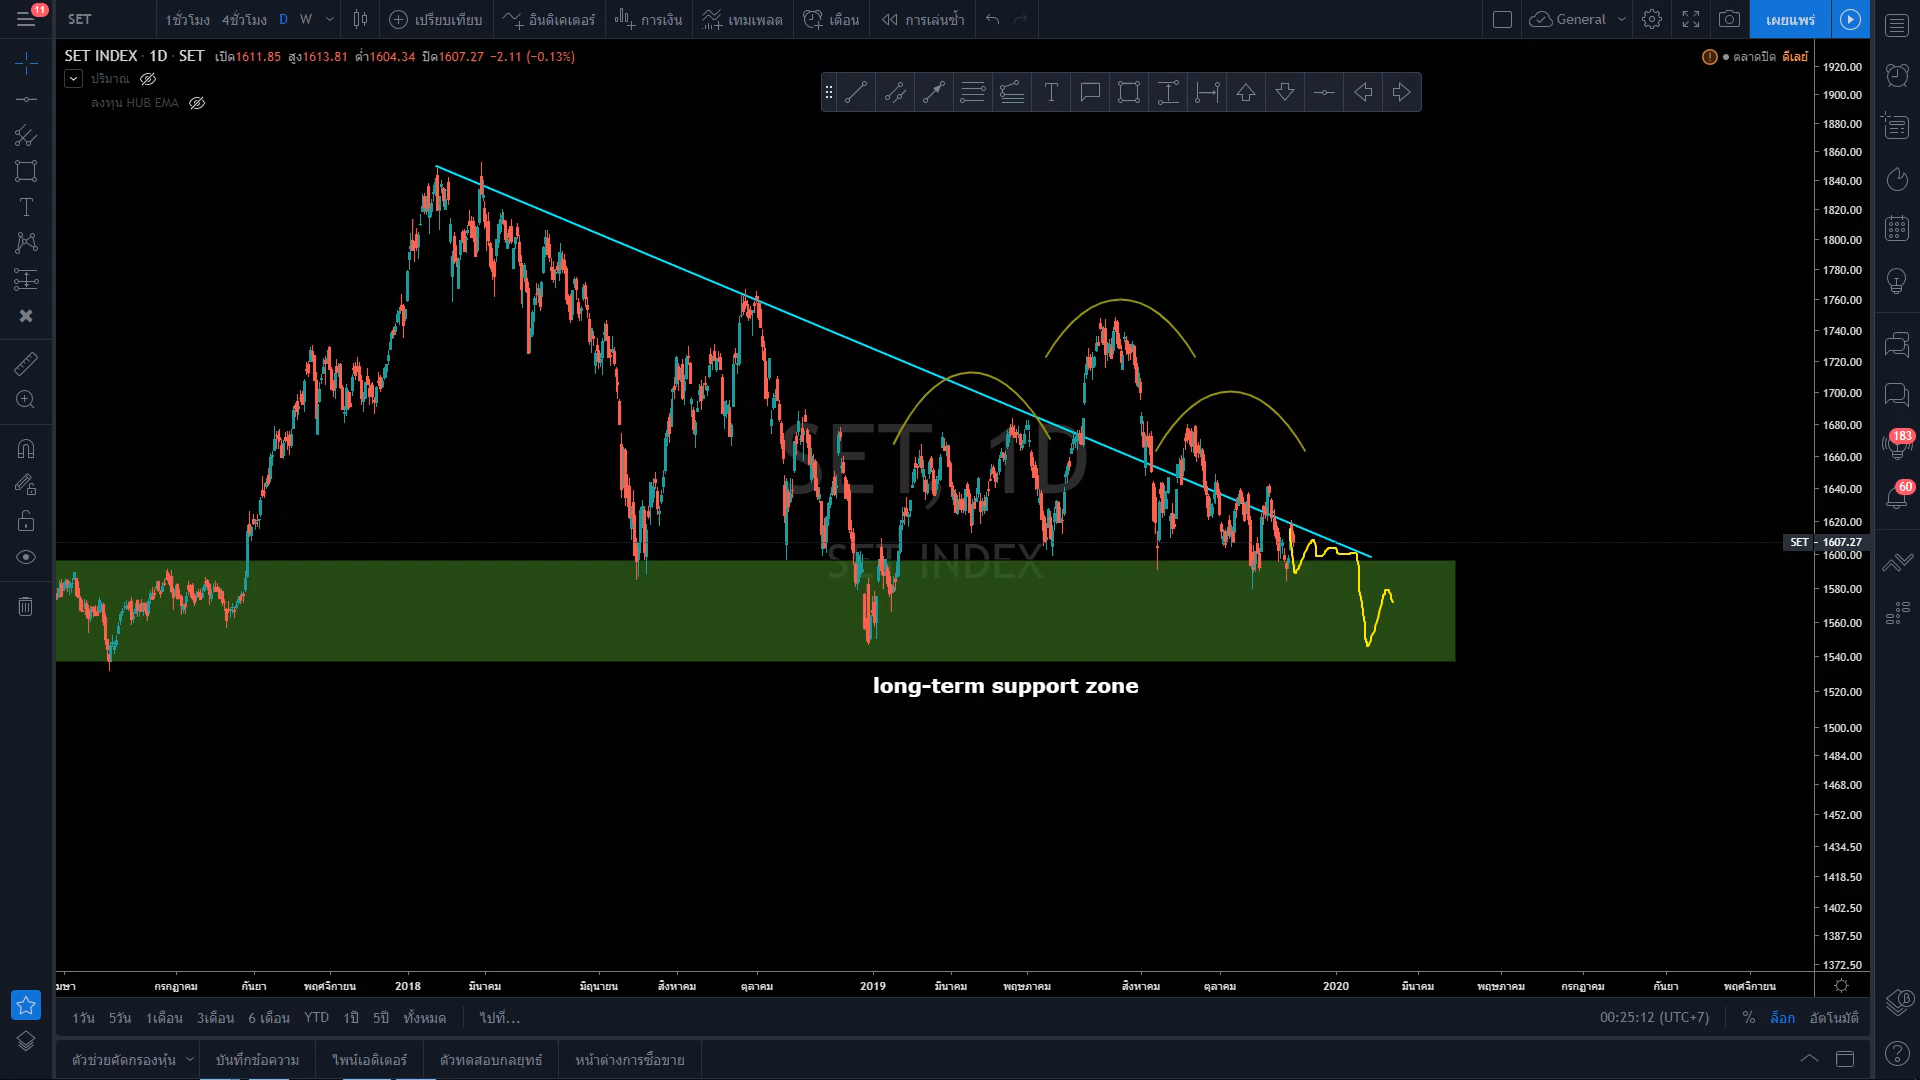 11
SET
1ชั่วโมง 4ชั่วโมง D W
เปรียบเทียบ อินดิเคเตอร์ การเงิน เทมเพลต เตือน การเล่นซ้ำ
General
เผยแพร่
SET INDEX · 1D · SET เปิด1611.85 สูง1613.81 ต่ำ1604.34 ปิด1607.27 −2.11 (−0.13%)
ตลาดปิด ดีเลย์
ปริมาณ
ลงทุน HUB EMA
1920.00
1900.00
1880.00
1860.00
1840.00
1820.00
1800.00
1780.00
1760.00
1740.00
1720.00
1700.00
1680.00
1660.00
1640.00
1620.00
SET 1607.27
1600.00
1580.00
1560.00
1540.00
1520.00
1500.00
1484.00
1468.00
1452.00
1434.50
1418.50
1402.50
1387.50
1372.50
SET, 1D
SET INDEX
long-term support zone
183
60
มษา กรกฎาคม กันยา พฤศจิกายน 2018 มีนาคม มิถุนายน สิงหาคม ตุลาคม 2019 มีนาคม พฤษภาคม สิงหาคม ตุลาคม 2020 มีนาคม พฤษภาคม กรกฎาคม กันยา พฤศจิกายน
1วัน 5วัน 1เดือน 3เดือน 6 เดือน YTD 1ปี 5ปี ทั้งหมด ไปที่...
00:25:12 (UTC+7) % ล็อก อัตโนมัติ
ตัวช่วยคัดกรองหุ้น บันทึกข้อความ ไพน์เอดิเตอร์ ตัวทดสอบกลยุทธ์ หน้าต่างการซื้อขาย